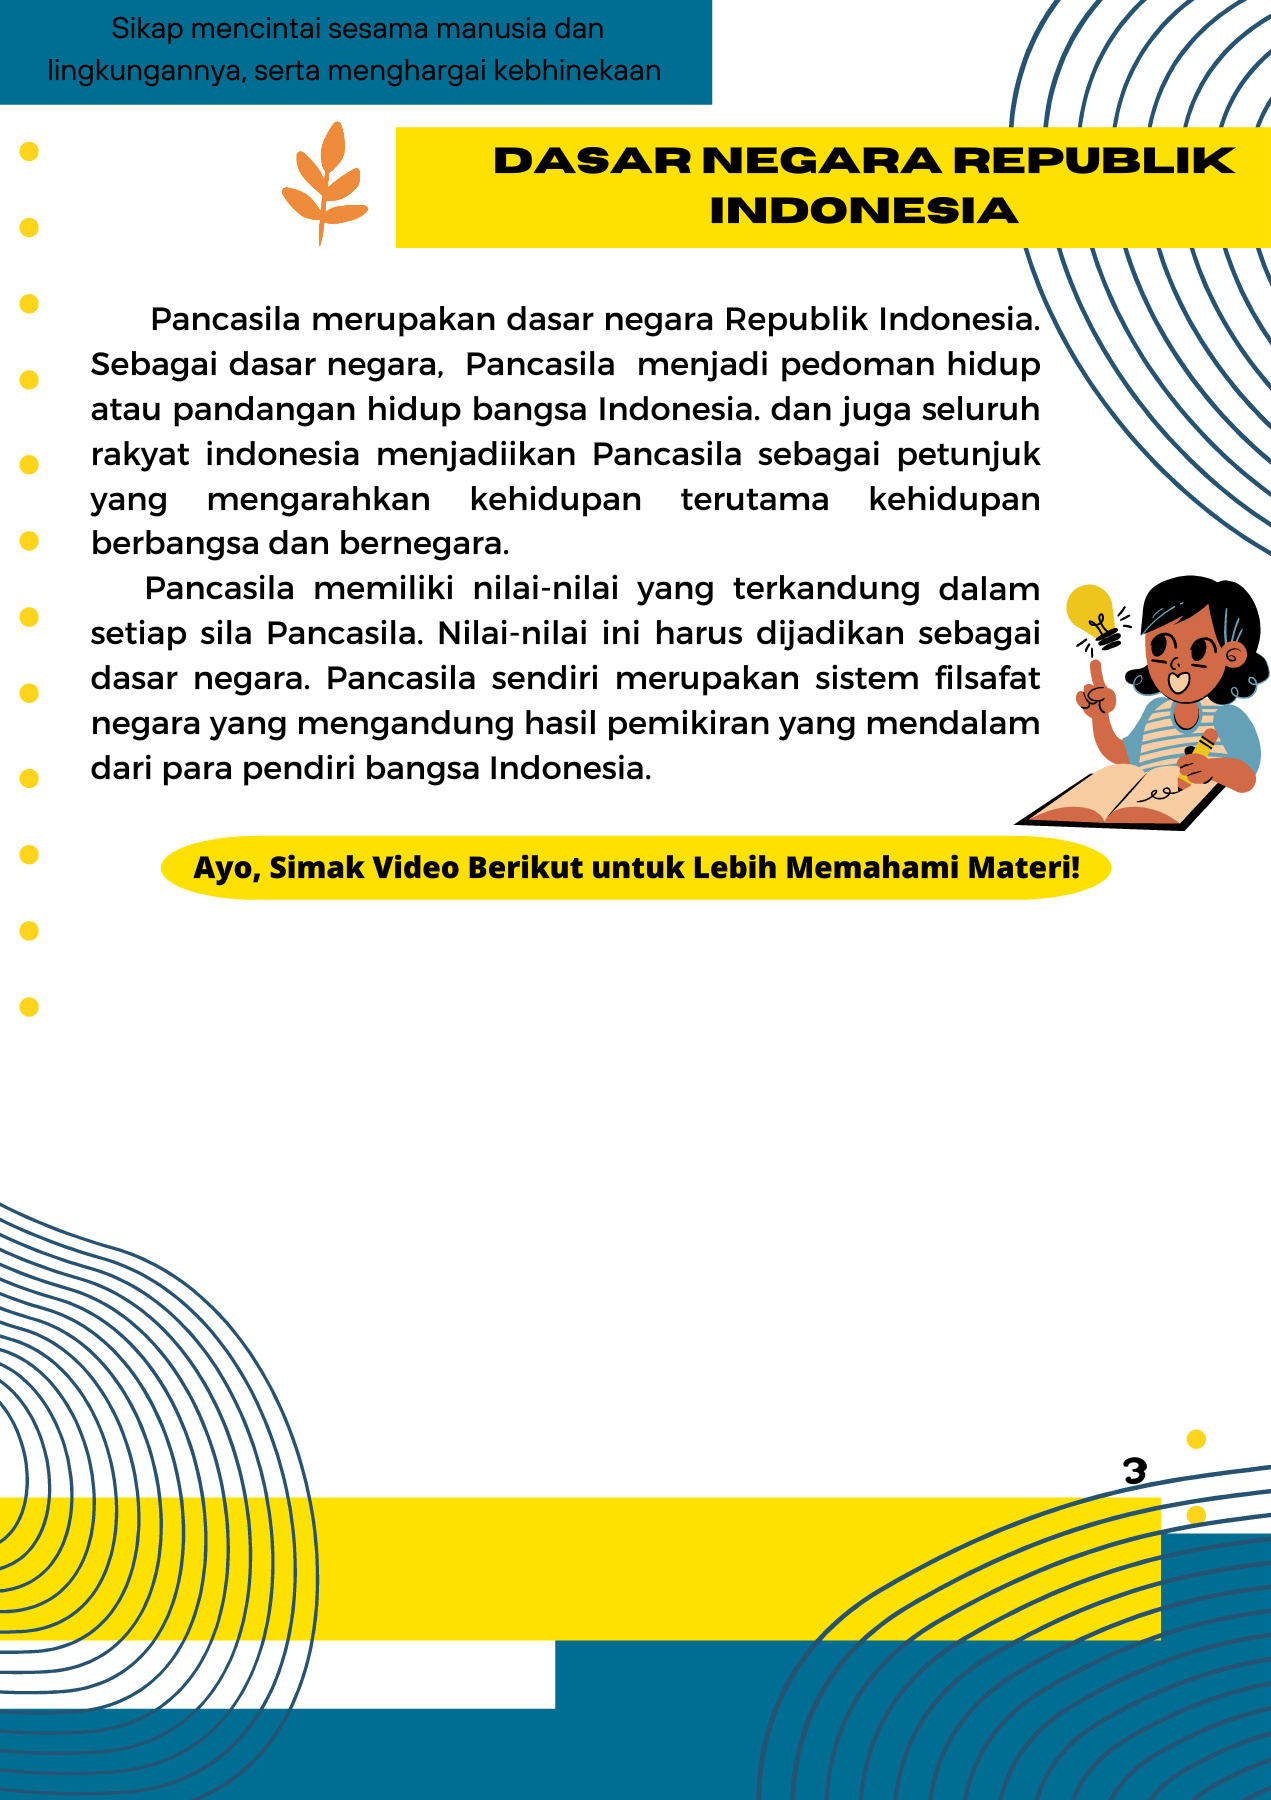 Sikap mencintai sesama manusia dan
lingkungannya, serta menghargai kebhinekaan
DASAR NEGARA REPUBLIK
INDONESIA
Pancasila merupakan dasar negara Republik Indonesia.
Sebagai dasar negara, Pancasila menjadi pedoman hidup
atau pandangan hidup bangsa Indonesia. dan juga seluruh
rakyat indonesia menjadiikan Pancasila sebagai petunjuk
yang mengarahkan kehidupan terutama kehidupan
berbangsa dan bernegara.
Pancasila memiliki nilai-nilai yang terkandung dalam
setiap sila Pancasila. Nilai-nilai ini harus dijadikan sebagai
dasar negara. Pancasila sendiri merupakan sistem filsafat
negara yang mengandung hasil pemikiran yang mendalam
dari para pendiri bangsa Indonesia.
Ayo, Simak Video Berikut untuk Lebih Memahami Materi!
3